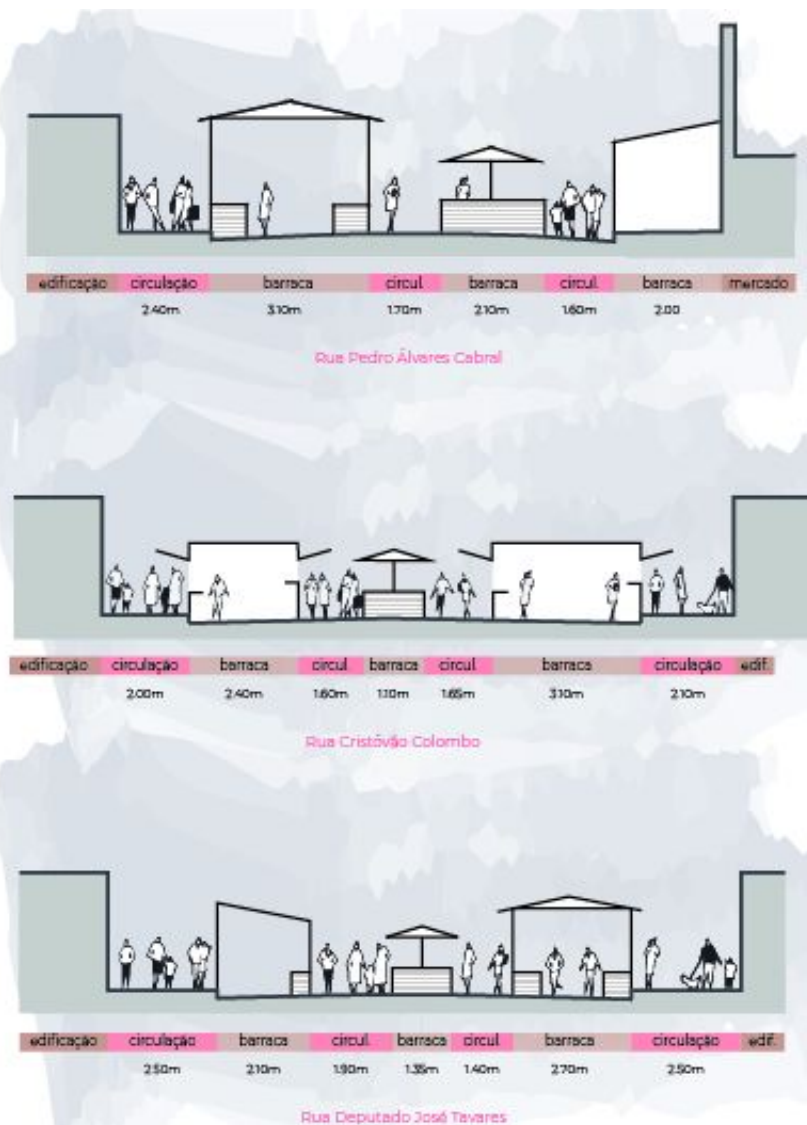 edificação circulação barraca circul. barraca circul. barraca mercado
2.40m 3.10m 1.70m 2.10m 1.60m 2.00
Rua Pedro Álvares Cabral
edificação circulação barraca circul. barraca circul. barraca circulação edif.
2.00m 2.40m 1.60m 1.10m 1.65m 3.10m 2.10m
Rua Cristóvão Colombo
edificação circulação barraca circul. barraca circul. barraca circulação edif.
2.50m 2.10m 1.90m 1.35m 1.40m 2.70m 2.50m
Rua Deputado José Tavares